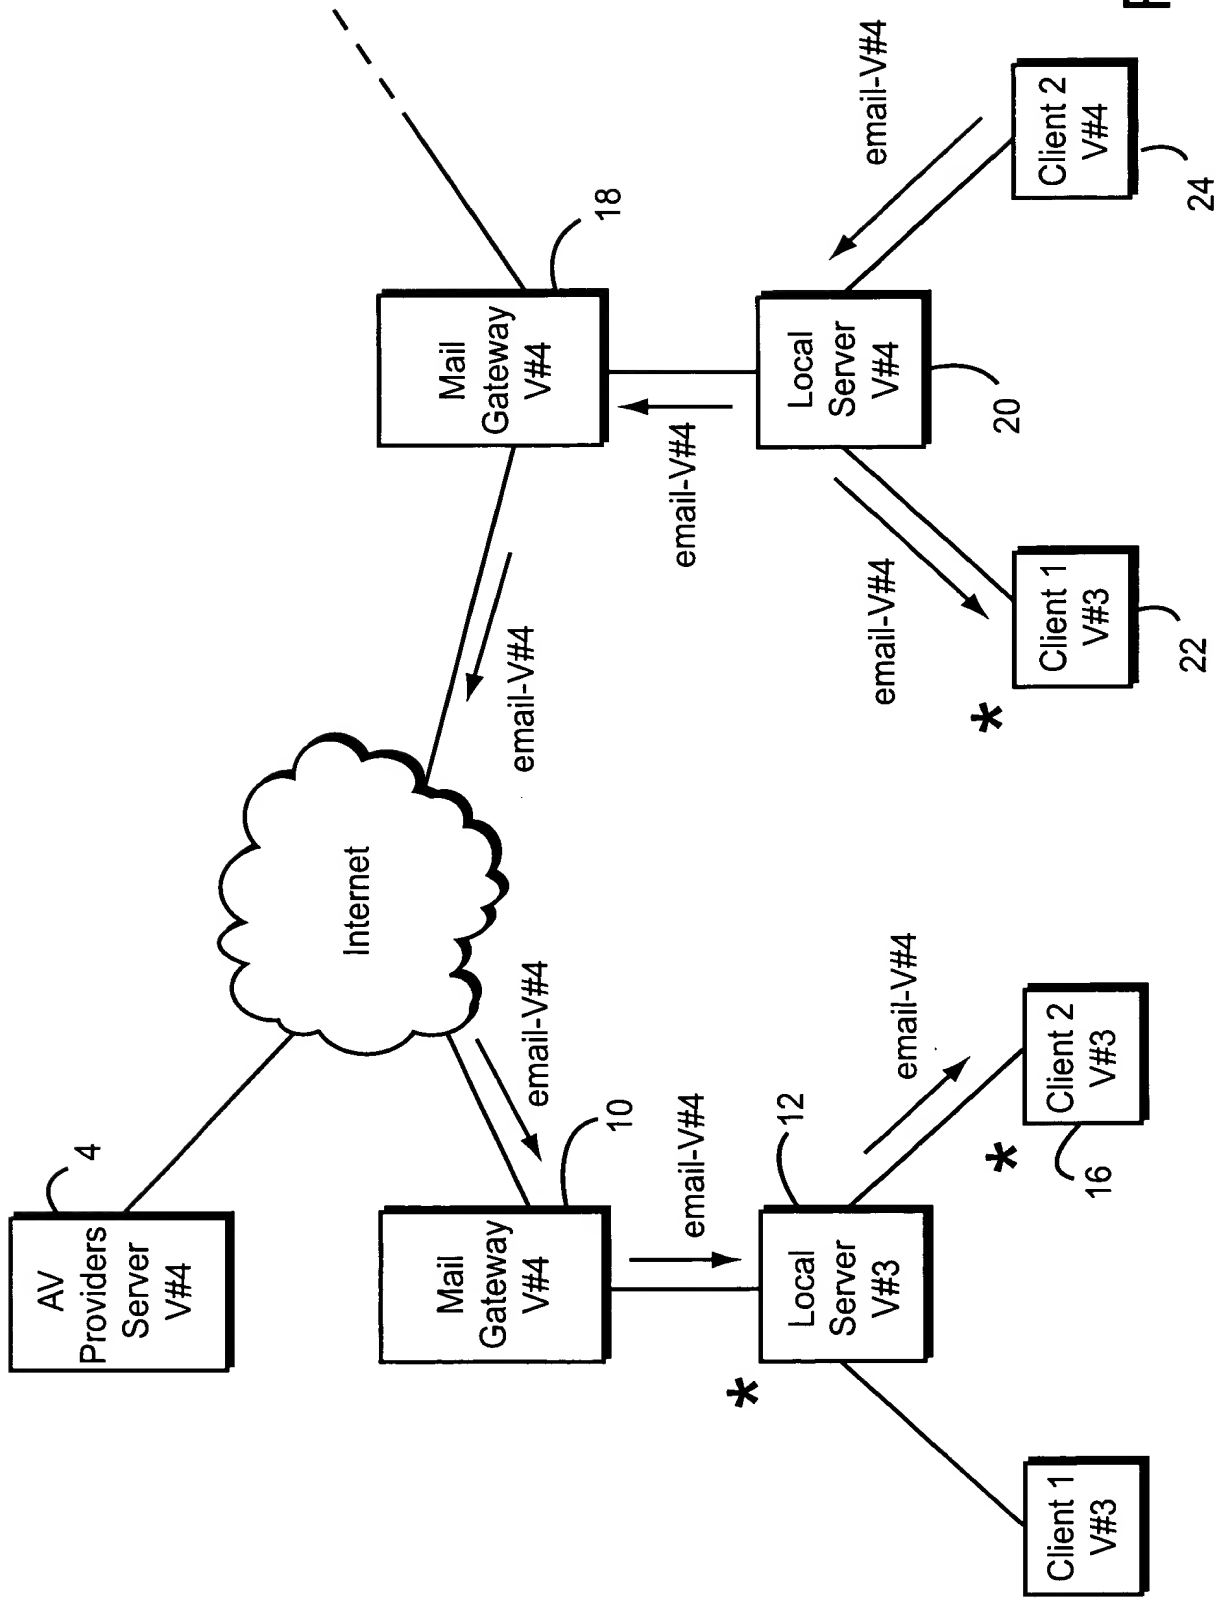 AV
Providers
Server
V#4
4
Internet
Mail
Gateway
V#4
10
email-V#4
email-V#4
Mail
Gateway
V#4
18
email-V#4
email-V#4
*
Local
Server
V#3
12
Local
Server
V#4
20
email-V#4
email-V#4
email-V#4
*
*
Client 1
V#3
Client 2
V#3
16
Client 1
V#3
22
Client 2
V#4
24